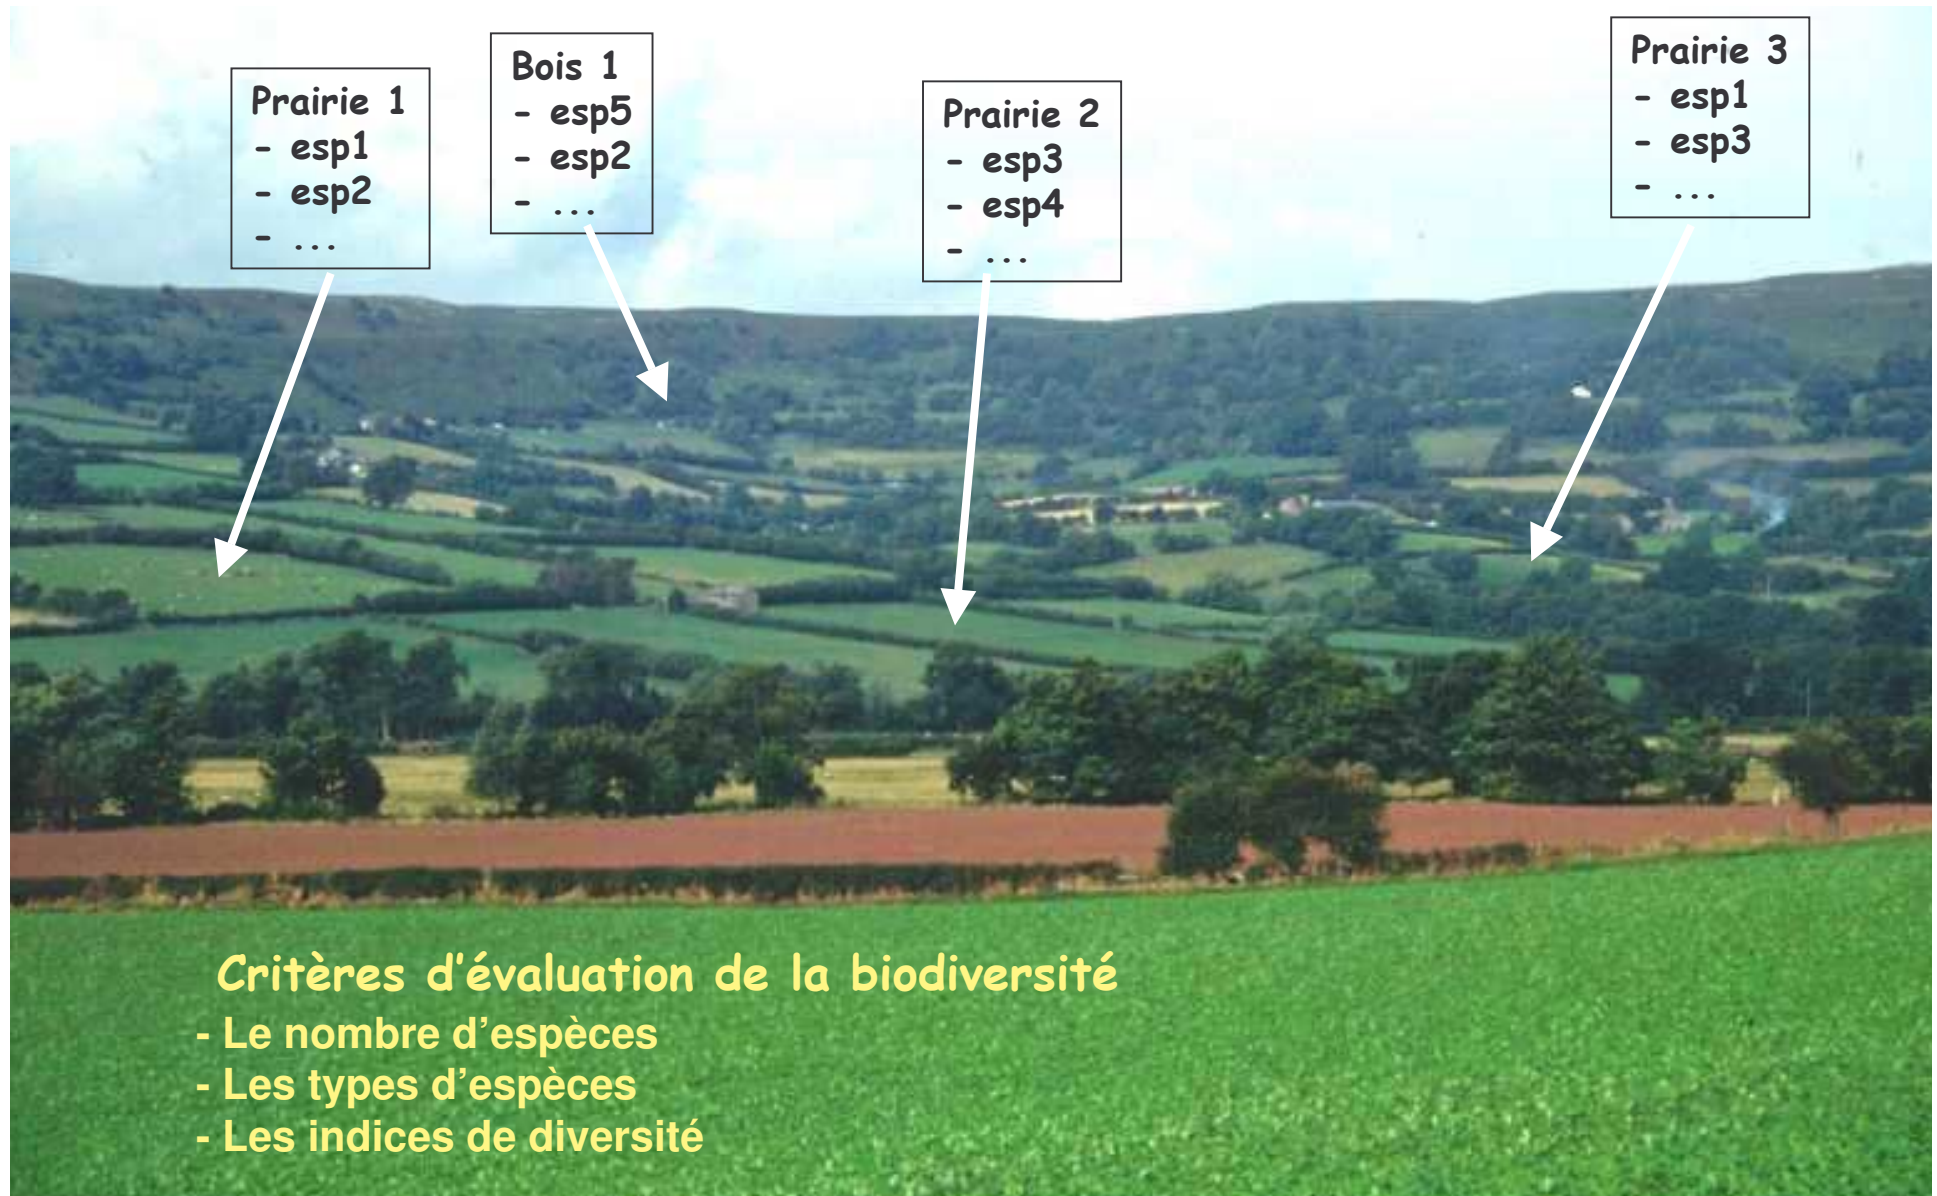 Prairie 1
- esp1
- esp2
- ...
Bois 1
- esp5
- esp2
- ...
Prairie 2
- esp3
- esp4
- ...
Prairie 3
- esp1
- esp3
- ...
Critères d’évaluation de la biodiversité
- Le nombre d’espèces
- Les types d’espèces
- Les indices de diversité